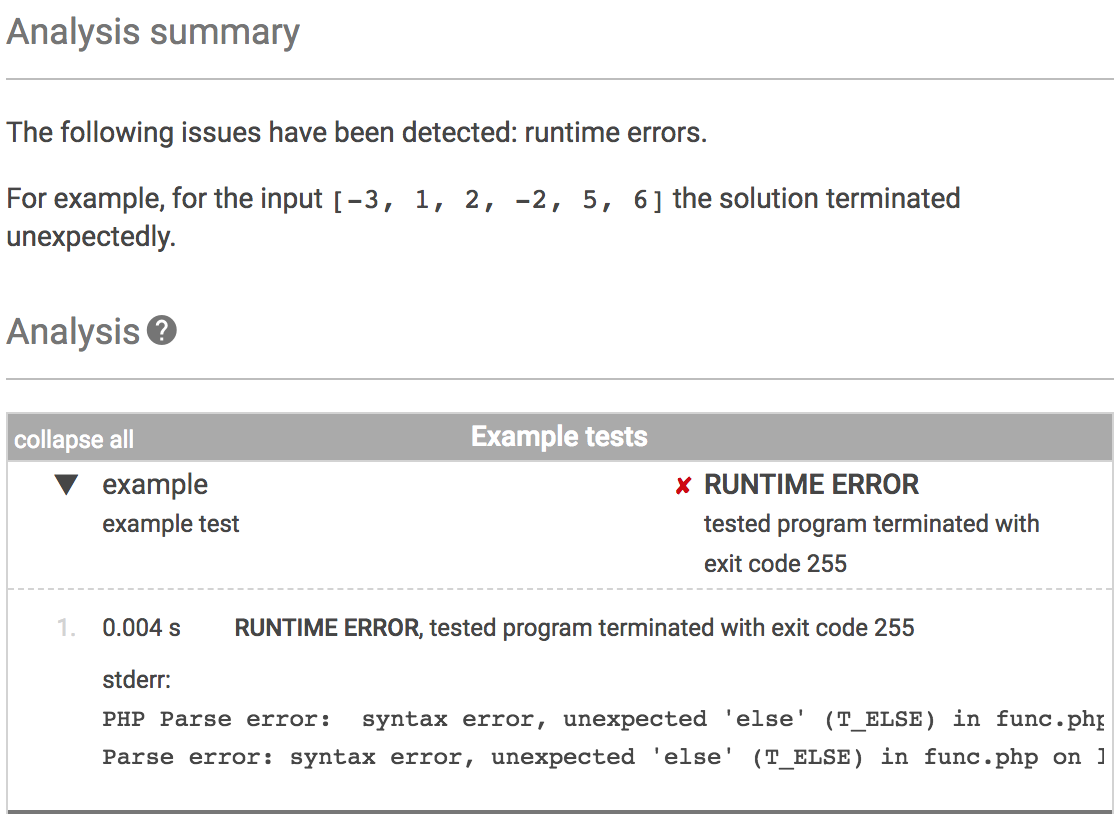 Analysis summary
The following issues have been detected: runtime errors.
For example, for the input [-3, 1, 2, -2, 5, 6] the solution terminated
unexpectedly.
Analysis ?
collapse all Example tests
▼ example ✘ RUNTIME ERROR
example test tested program terminated with
exit code 255
1. 0.004 s RUNTIME ERROR, tested program terminated with exit code 255
stderr:
PHP Parse error:  syntax error, unexpected 'else' (T_ELSE) in func.php
Parse error: syntax error, unexpected 'else' (T_ELSE) in func.php on